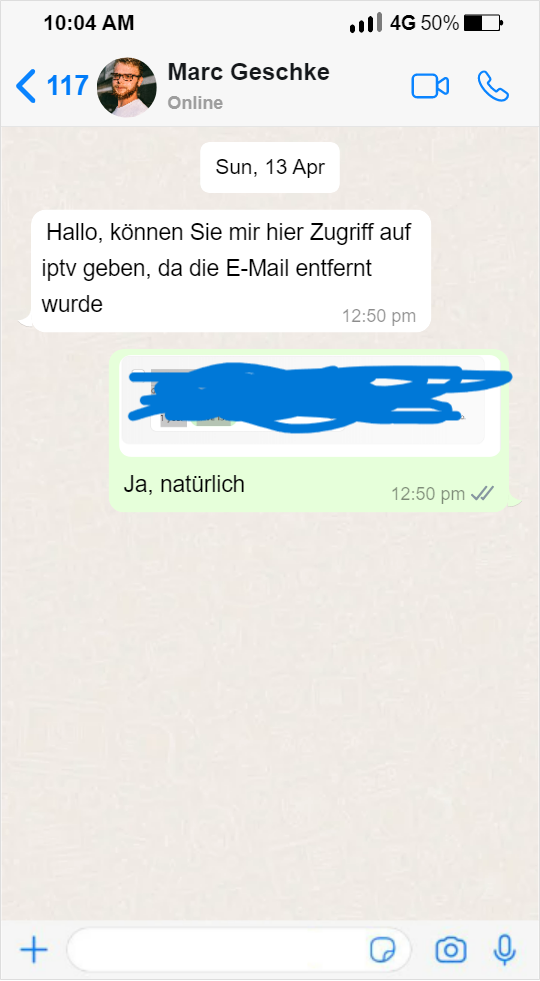 10:04 AM
4G 50%
117
Marc Geschke
Online
Sun, 13 Apr
Hallo, können Sie mir hier Zugriff auf
iptv geben, da die E-Mail entfernt
wurde
12:50 pm
Ja, natürlich
12:50 pm